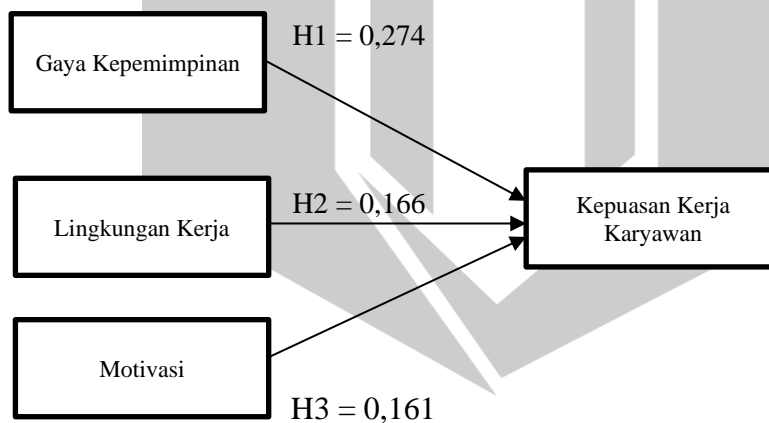 H1 = 0,274
Gaya Kepemimpinan
H2 = 0,166
Lingkungan Kerja
Kepuasan Kerja
Karyawan
Motivasi
H3 = 0,161